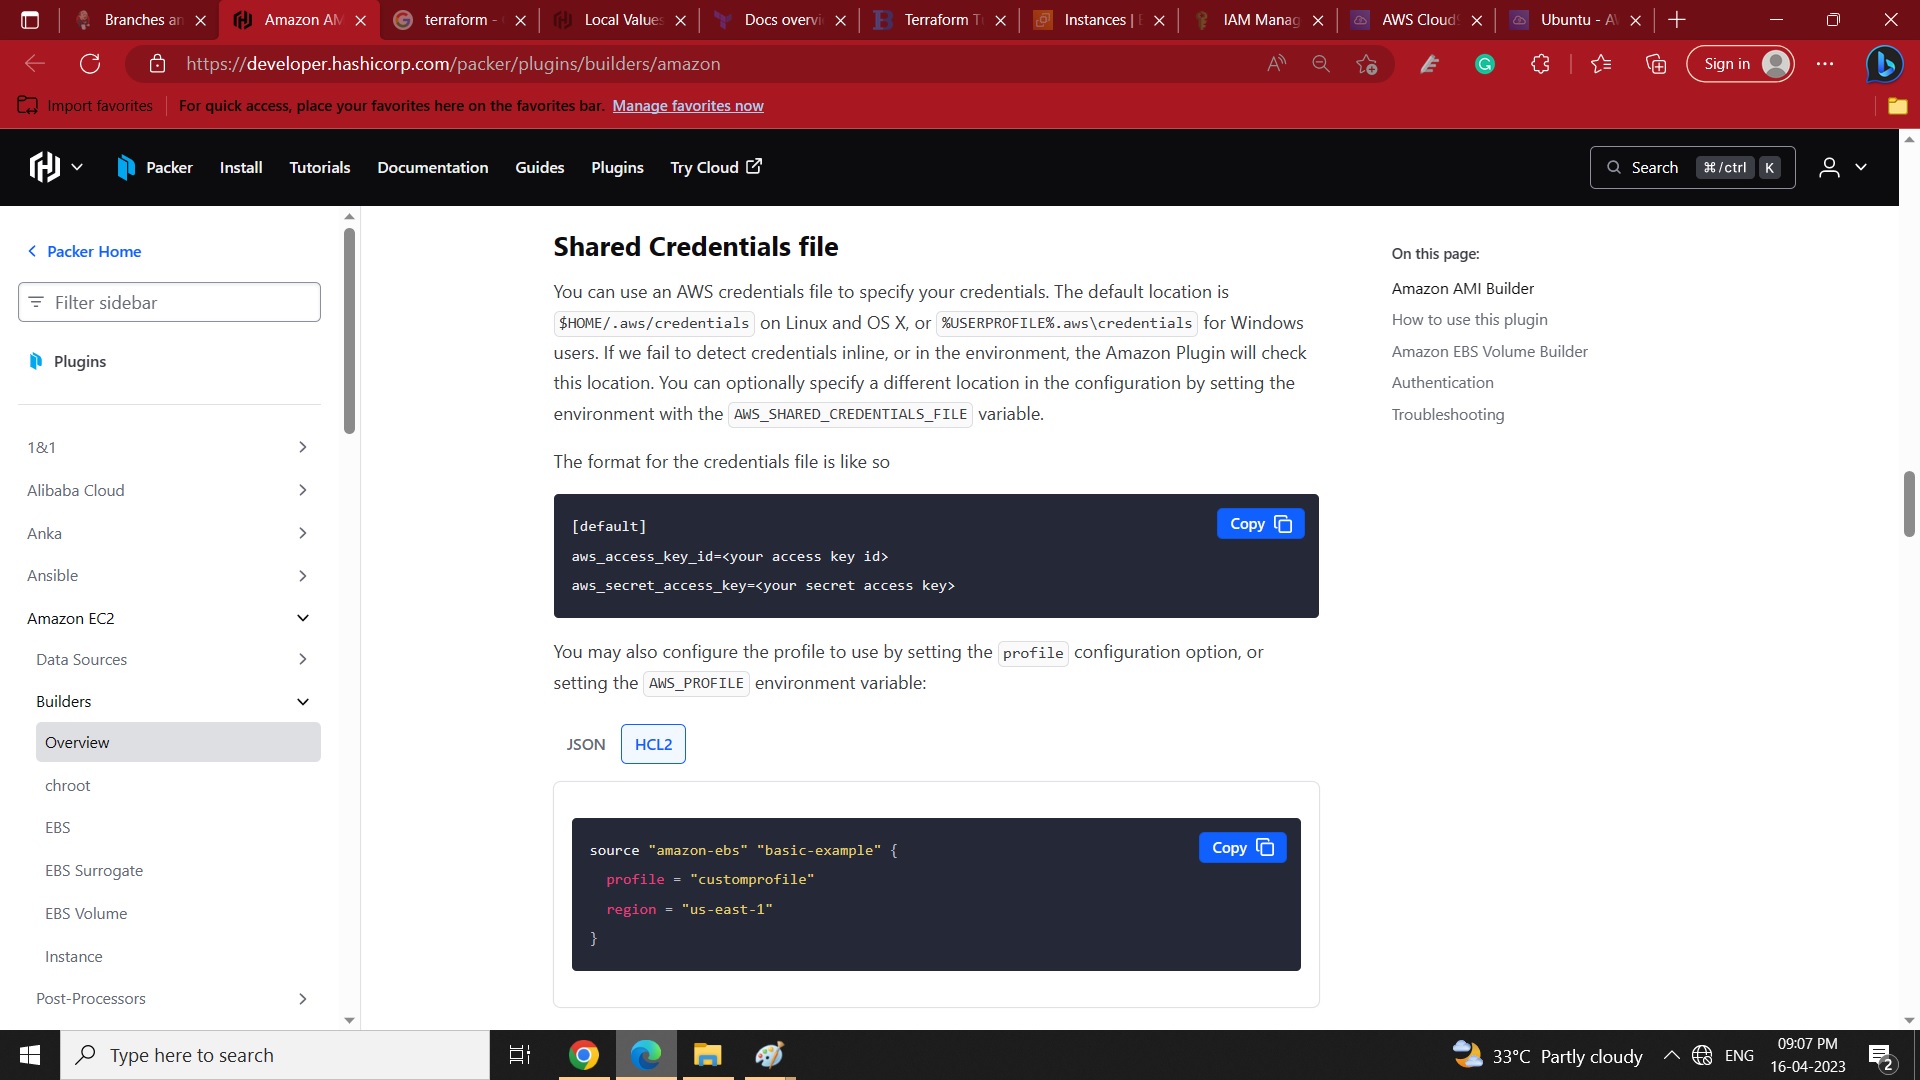 Branches an
Amazon AM
terraform -
Local Values
Docs overvi
Terraform Tu
Instances | E
IAM Manag
AWS Cloud
Ubuntu - A
https://developer.hashicorp.com/packer/plugins/builders/amazon
Sign in
Import favorites
For quick access, place your favorites here on the favorites bar. Manage favorites now
Packer
Install
Tutorials
Documentation
Guides
Plugins
Try Cloud
Search ⌘/ctrl K
Packer Home
Filter sidebar
Plugins
1&1
Alibaba Cloud
Anka
Ansible
Amazon EC2
Data Sources
Builders
Overview
chroot
EBS
EBS Surrogate
EBS Volume
Instance
Post-Processors
Shared Credentials file
You can use an AWS credentials file to specify your credentials. The default location is
$HOME/.aws/credentials on Linux and OS X, or %USERPROFILE%.aws\credentials for Windows
users. If we fail to detect credentials inline, or in the environment, the Amazon Plugin will check
this location. You can optionally specify a different location in the configuration by setting the
environment with the AWS_SHARED_CREDENTIALS_FILE variable.
The format for the credentials file is like so
Copy
[default]
aws_access_key_id=<your access key id>
aws_secret_access_key=<your secret access key>
You may also configure the profile to use by setting the profile configuration option, or
setting the AWS_PROFILE environment variable:
JSON
HCL2
Copy
source "amazon-ebs" "basic-example" {
profile = "customprofile"
region = "us-east-1"
}
On this page:
Amazon AMI Builder
How to use this plugin
Amazon EBS Volume Builder
Authentication
Troubleshooting
Type here to search
33°C Partly cloudy
ENG
09:07 PM
16-04-2023
2